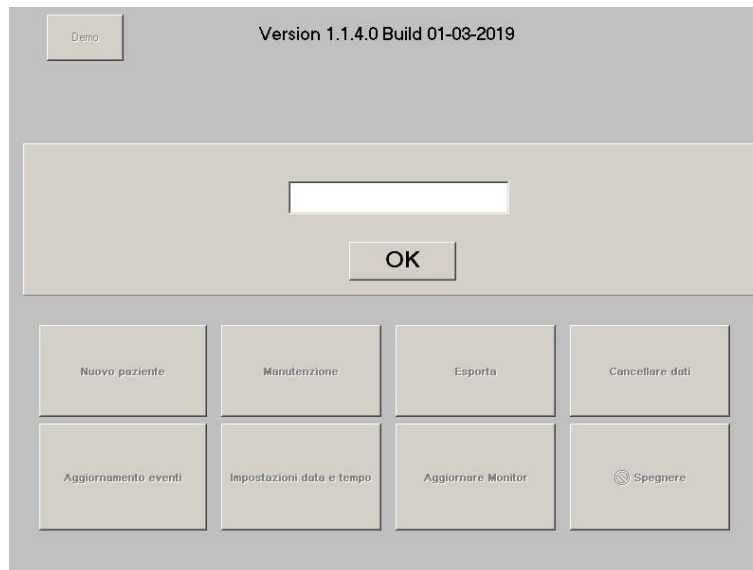 Demo
Version 1.1.4.0 Build 01-03-2019
OK
Nuovo paziente
Manutenzione
Esporta
Cancellare dati
Aggiornamento eventi
Impostazioni data e tempo
Aggiornare Monitor
Spegnere